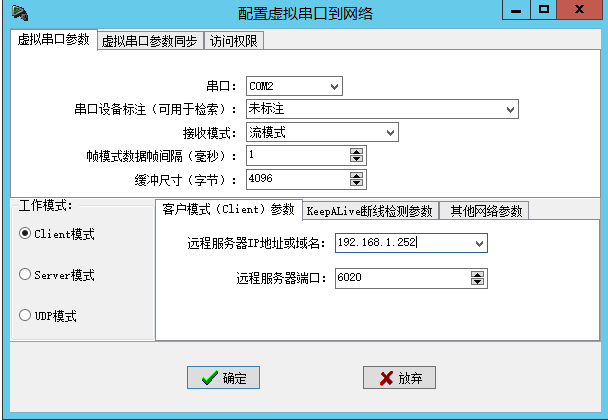 配置虚拟串口到网络
虚拟串口参数 虚拟串口参数同步 访问权限
串口： COM2
串口设备标注（可用于检索）： 未标注
接收模式： 流模式
帧模式数据帧间隔（毫秒）： 1
缓冲尺寸（字节）： 4096
工作模式：
Client模式
Server模式
UDP模式
客户模式（Client）参数 KeepALive断线检测参数 其他网络参数
远程服务器IP地址或域名： 192.168.1.252
远程服务器端口： 6020
确定 放弃